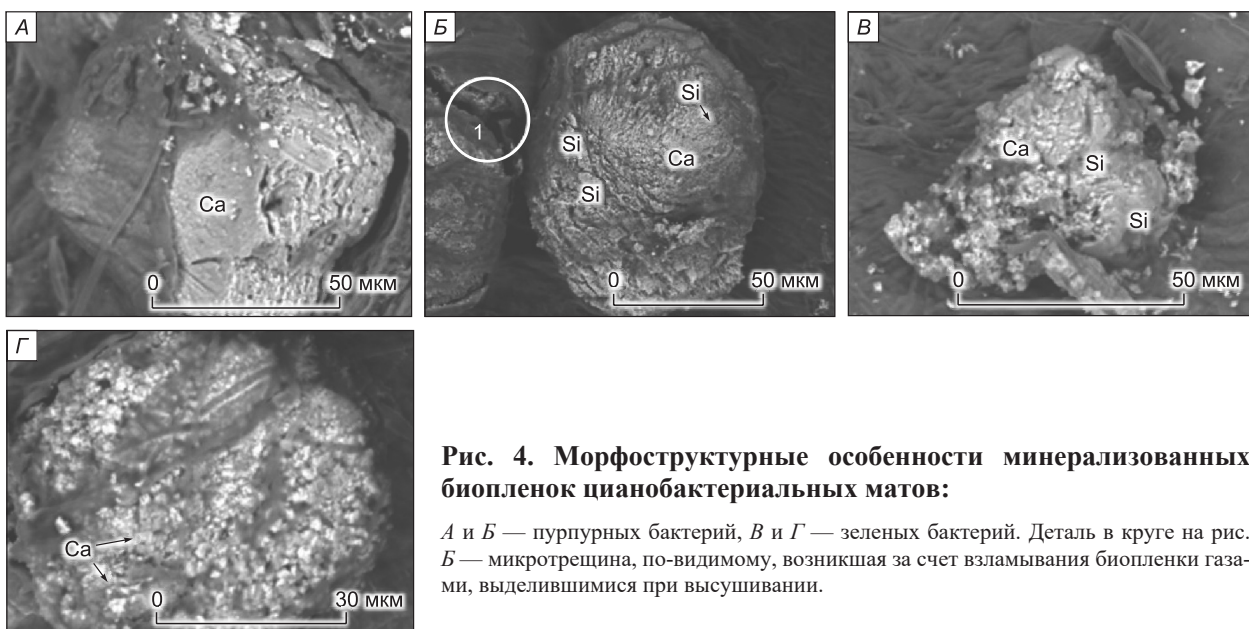 А
Ca
0
50 мкм
Б
1
Si
Si
Ca
Si
0
50 мкм
В
Ca
Si
Si
0
50 мкм
Г
Ca
0
30 мкм
Рис. 4. Морфоструктурные особенности минерализованных
биопленок цианобактериальных матов:
А и Б — пурпурных бактерий, В и Г — зеленых бактерий. Деталь в круге на рис.
Б — микротрещина, по-видимому, возникшая за счет взламывания биопленки газа-
ми, выделившимися при высушивании.